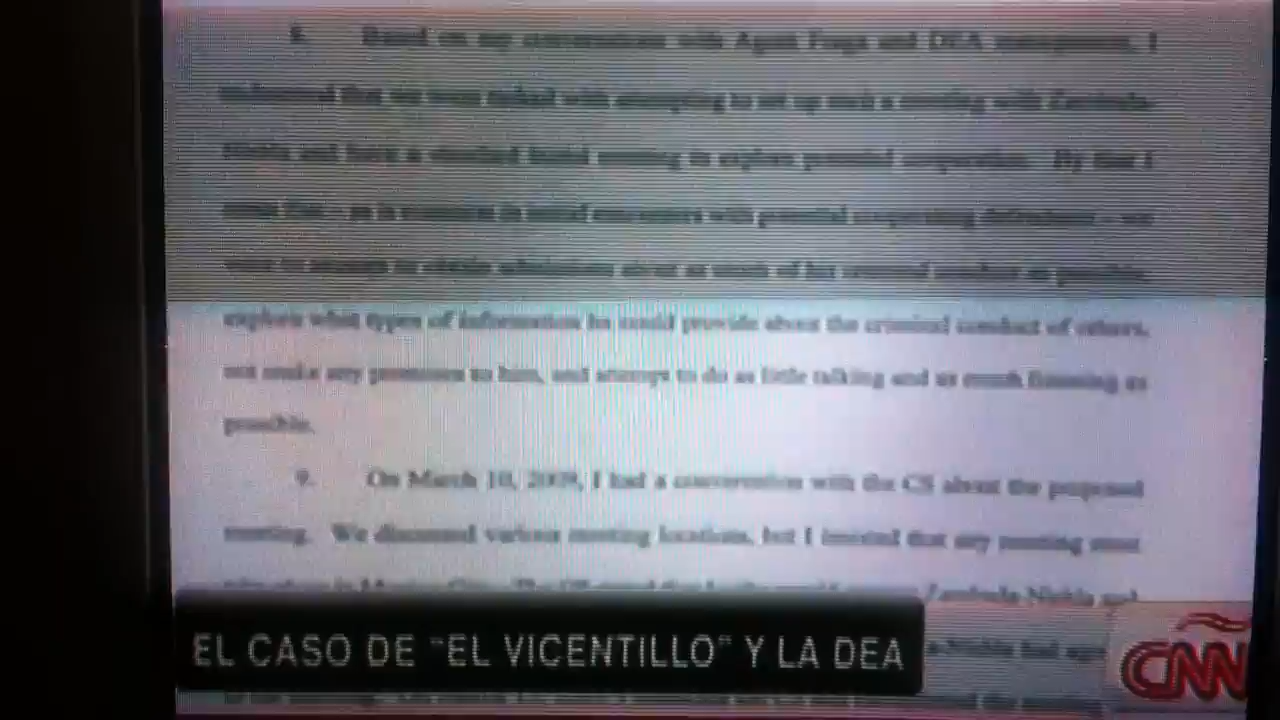 8. Based on my conversations with Agent Fraga and DEA management, I
understood that we were tasked with attempting to set up such a meeting with Zambada-
Niebla and have a standard initial meeting to explore potential cooperation. By that I
mean that – as is common in initial encounters with potential cooperating defendants – we
were to attempt to obtain admissions about as much of his criminal conduct as possible,
explore what types of information he could provide about the criminal conduct of others,
not make any promises to him, and attempt to do as little talking and as much listening as
possible.
9. On March 10, 2009, I had a conversation with the CS about the proposed
meeting. We discussed various meeting locations, but I insisted that any meeting must
Zambada-Niebla and
EL CASO DE "EL VICENTILLO" Y LA DEA
CNN